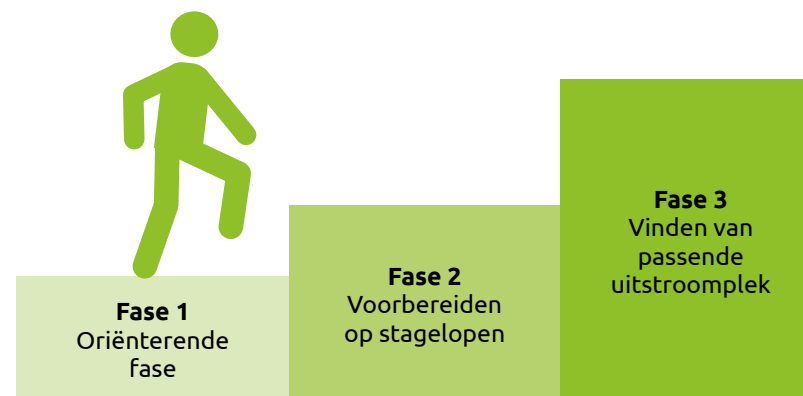 Fase 1
Oriënterende
fase
Fase 2
Voorbereiden
op stagelopen
Fase 3
Vinden van
passende
uitstroomplek